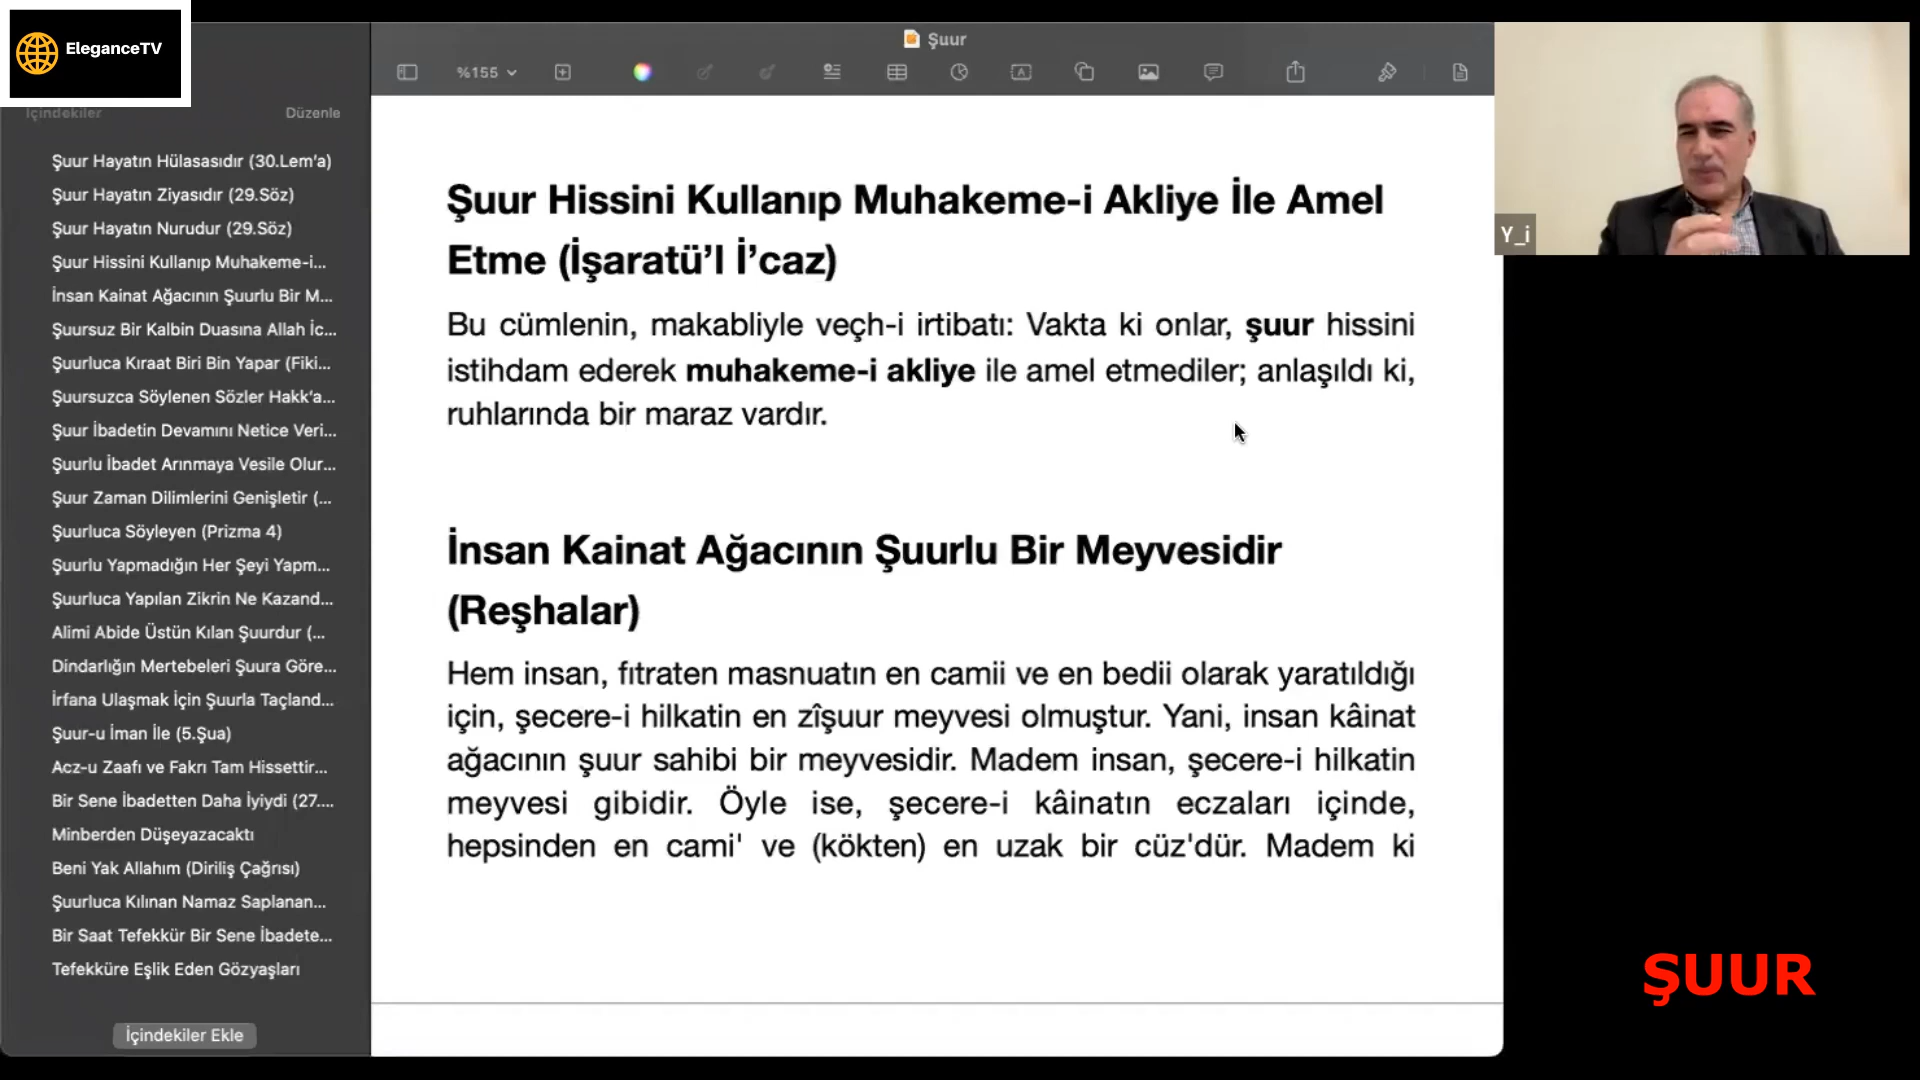 EleganceTV
İçindekiler
Düzenle
Şuur Hayatın Hülasasıdır (30.Lem'a)
Şuur Hayatın Ziyasıdır (29.Söz)
Şuur Hayatın Nurudur (29.Söz)
Şuur Hissini Kullanıp Muhakeme-i...
İnsan Kainat Ağacının Şuurlu Bir M...
Şuursuz Bir Kalbin Duasına Allah İc...
Şuurluca Kıraat Biri Bin Yapar (Fiki...
Şuursuzca Söylenen Sözler Hakk'a...
Şuur İbadetin Devamını Netice Veri...
Şuurlu İbadet Arınmaya Vesile Olur...
Şuur Zaman Dilimlerini Genişletir (...
Şuurluca Söyleyen (Prizma 4)
Şuurlu Yapmadığın Her Şeyi Yapm...
Şuurluca Yapılan Zikrin Ne Kazand...
Alimi Abide Üstün Kılan Şuurdur (...
Dindarlığın Mertebeleri Şuura Göre...
İrfana Ulaşmak İçin Şuurla Taçland...
Şuur-u İman İle (5.Şua)
Acz-u Zaafı ve Fakrı Tam Hissettir...
Bir Sene İbadetten Daha İyiydi (27....
Minberden Düşeyazacaktı
Beni Yak Allahım (Diriliş Çağrısı)
Şuurluca Kılınan Namaz Saplanan...
Bir Saat Tefekkür Bir Sene İbadete...
Tefekküre Eşlik Eden Gözyaşları
İçindekiler Ekle
Şuur
%155
Şuur Hissini Kullanıp Muhakeme-i Akliye İle Amel
Etme (İşaratü'l İ'caz)
Bu cümlenin, makabliyle veçh-i irtibatı: Vakta ki onlar, şuur hissini
istihdam ederek muhakeme-i akliye ile amel etmediler; anlaşıldı ki,
ruhlarında bir maraz vardır.
İnsan Kainat Ağacının Şuurlu Bir Meyvesidir
(Reşhalar)
Hem insan, fıtraten masnuatın en camii ve en bedii olarak yaratıldığı
için, şecere-i hilkatin en zîşuur meyvesi olmuştur. Yani, insan kâinat
ağacının şuur sahibi bir meyvesidir. Madem insan, şecere-i hilkatin
meyvesi gibidir. Öyle ise, şecere-i kâinatın eczaları içinde,
hepsinden en cami' ve (kökten) en uzak bir cüz'dür. Madem ki
Y_i
ŞUUR